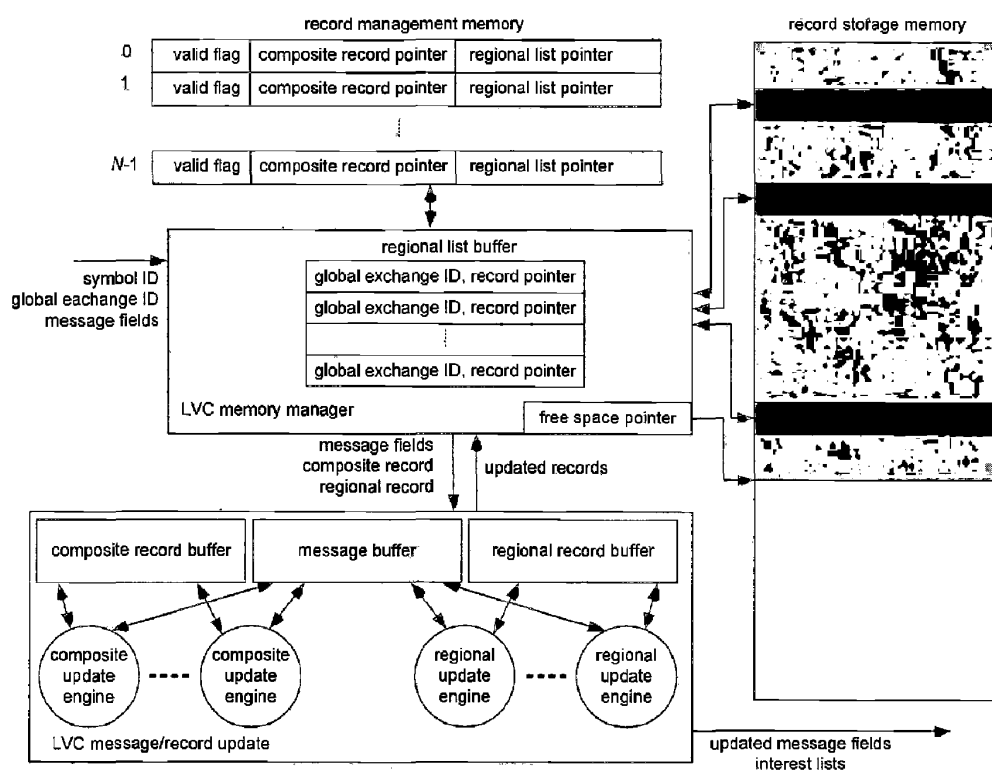 record management memory
record storage memory
0 valid flag composite record pointer regional list pointer
1 valid flag composite record pointer regional list pointer
N-1 valid flag composite record pointer regional list pointer
regional list buffer
symbol ID
global eachange ID
message fields
global exchange ID, record pointer
global exchange ID, record pointer
global exchange ID, record pointer
LVC memory manager
free space pointer
message fields
composite record
regional record
updated records
composite record buffer
message buffer
regional record buffer
composite
update
engine
composite
update
engine
regional
update
engine
regional
update
engine
LVC message/record update
updated message fields
interest lists